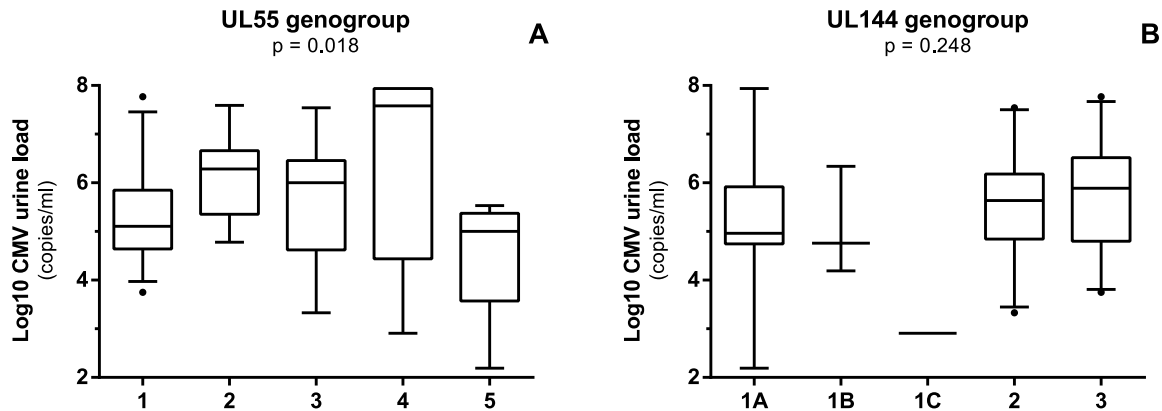 UL55 genogroup
p = 0.018
A
Log10 CMV urine load
(copies/ml)
8
6
4
2
1 2 3 4 5
UL144 genogroup
p = 0.248
B
Log10 CMV urine load
(copies/ml)
8
6
4
2
1A 1B 1C 2 3